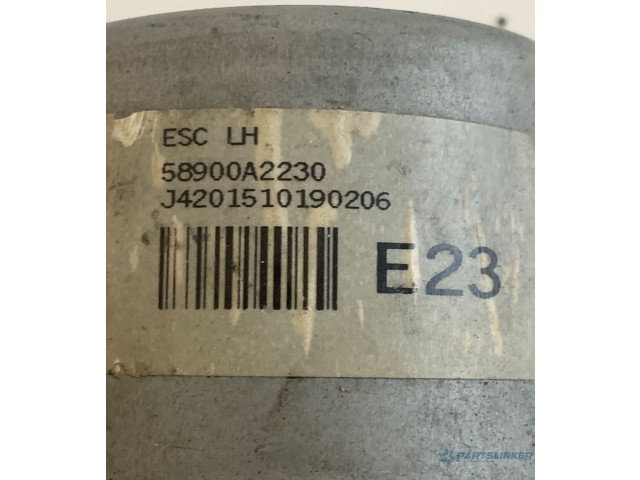 ESC LH
58900A2230
J4201510190206
E23
PARTSLINKER